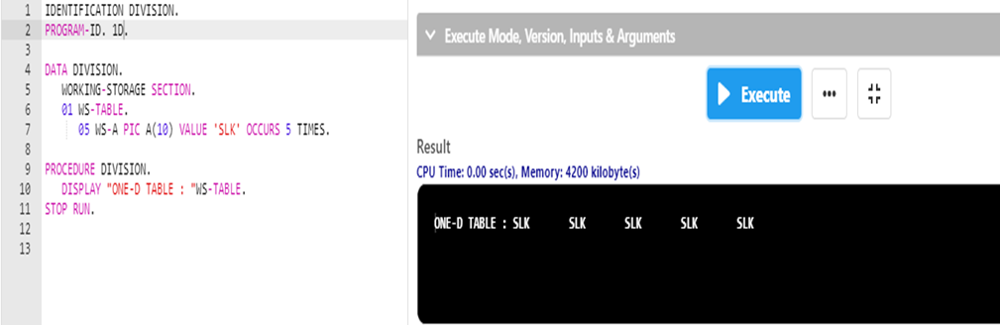 1 IDENTIFICATION DIVISION.
2 PROGRAM-ID. 1D.
3
4 DATA DIVISION.
5 WORKING-STORAGE SECTION.
6 01 WS-TABLE.
7 05 WS-A PIC A(10) VALUE 'SLK' OCCURS 5 TIMES.
8
9 PROCEDURE DIVISION.
10 DISPLAY "ONE-D TABLE : "WS-TABLE.
11 STOP RUN.
12
13
Execute Mode, Version, Inputs & Arguments
Execute
Result
CPU Time: 0.00 sec(s), Memory: 4200 kilobyte(s)
ONE-D TABLE : SLK SLK SLK SLK SLK